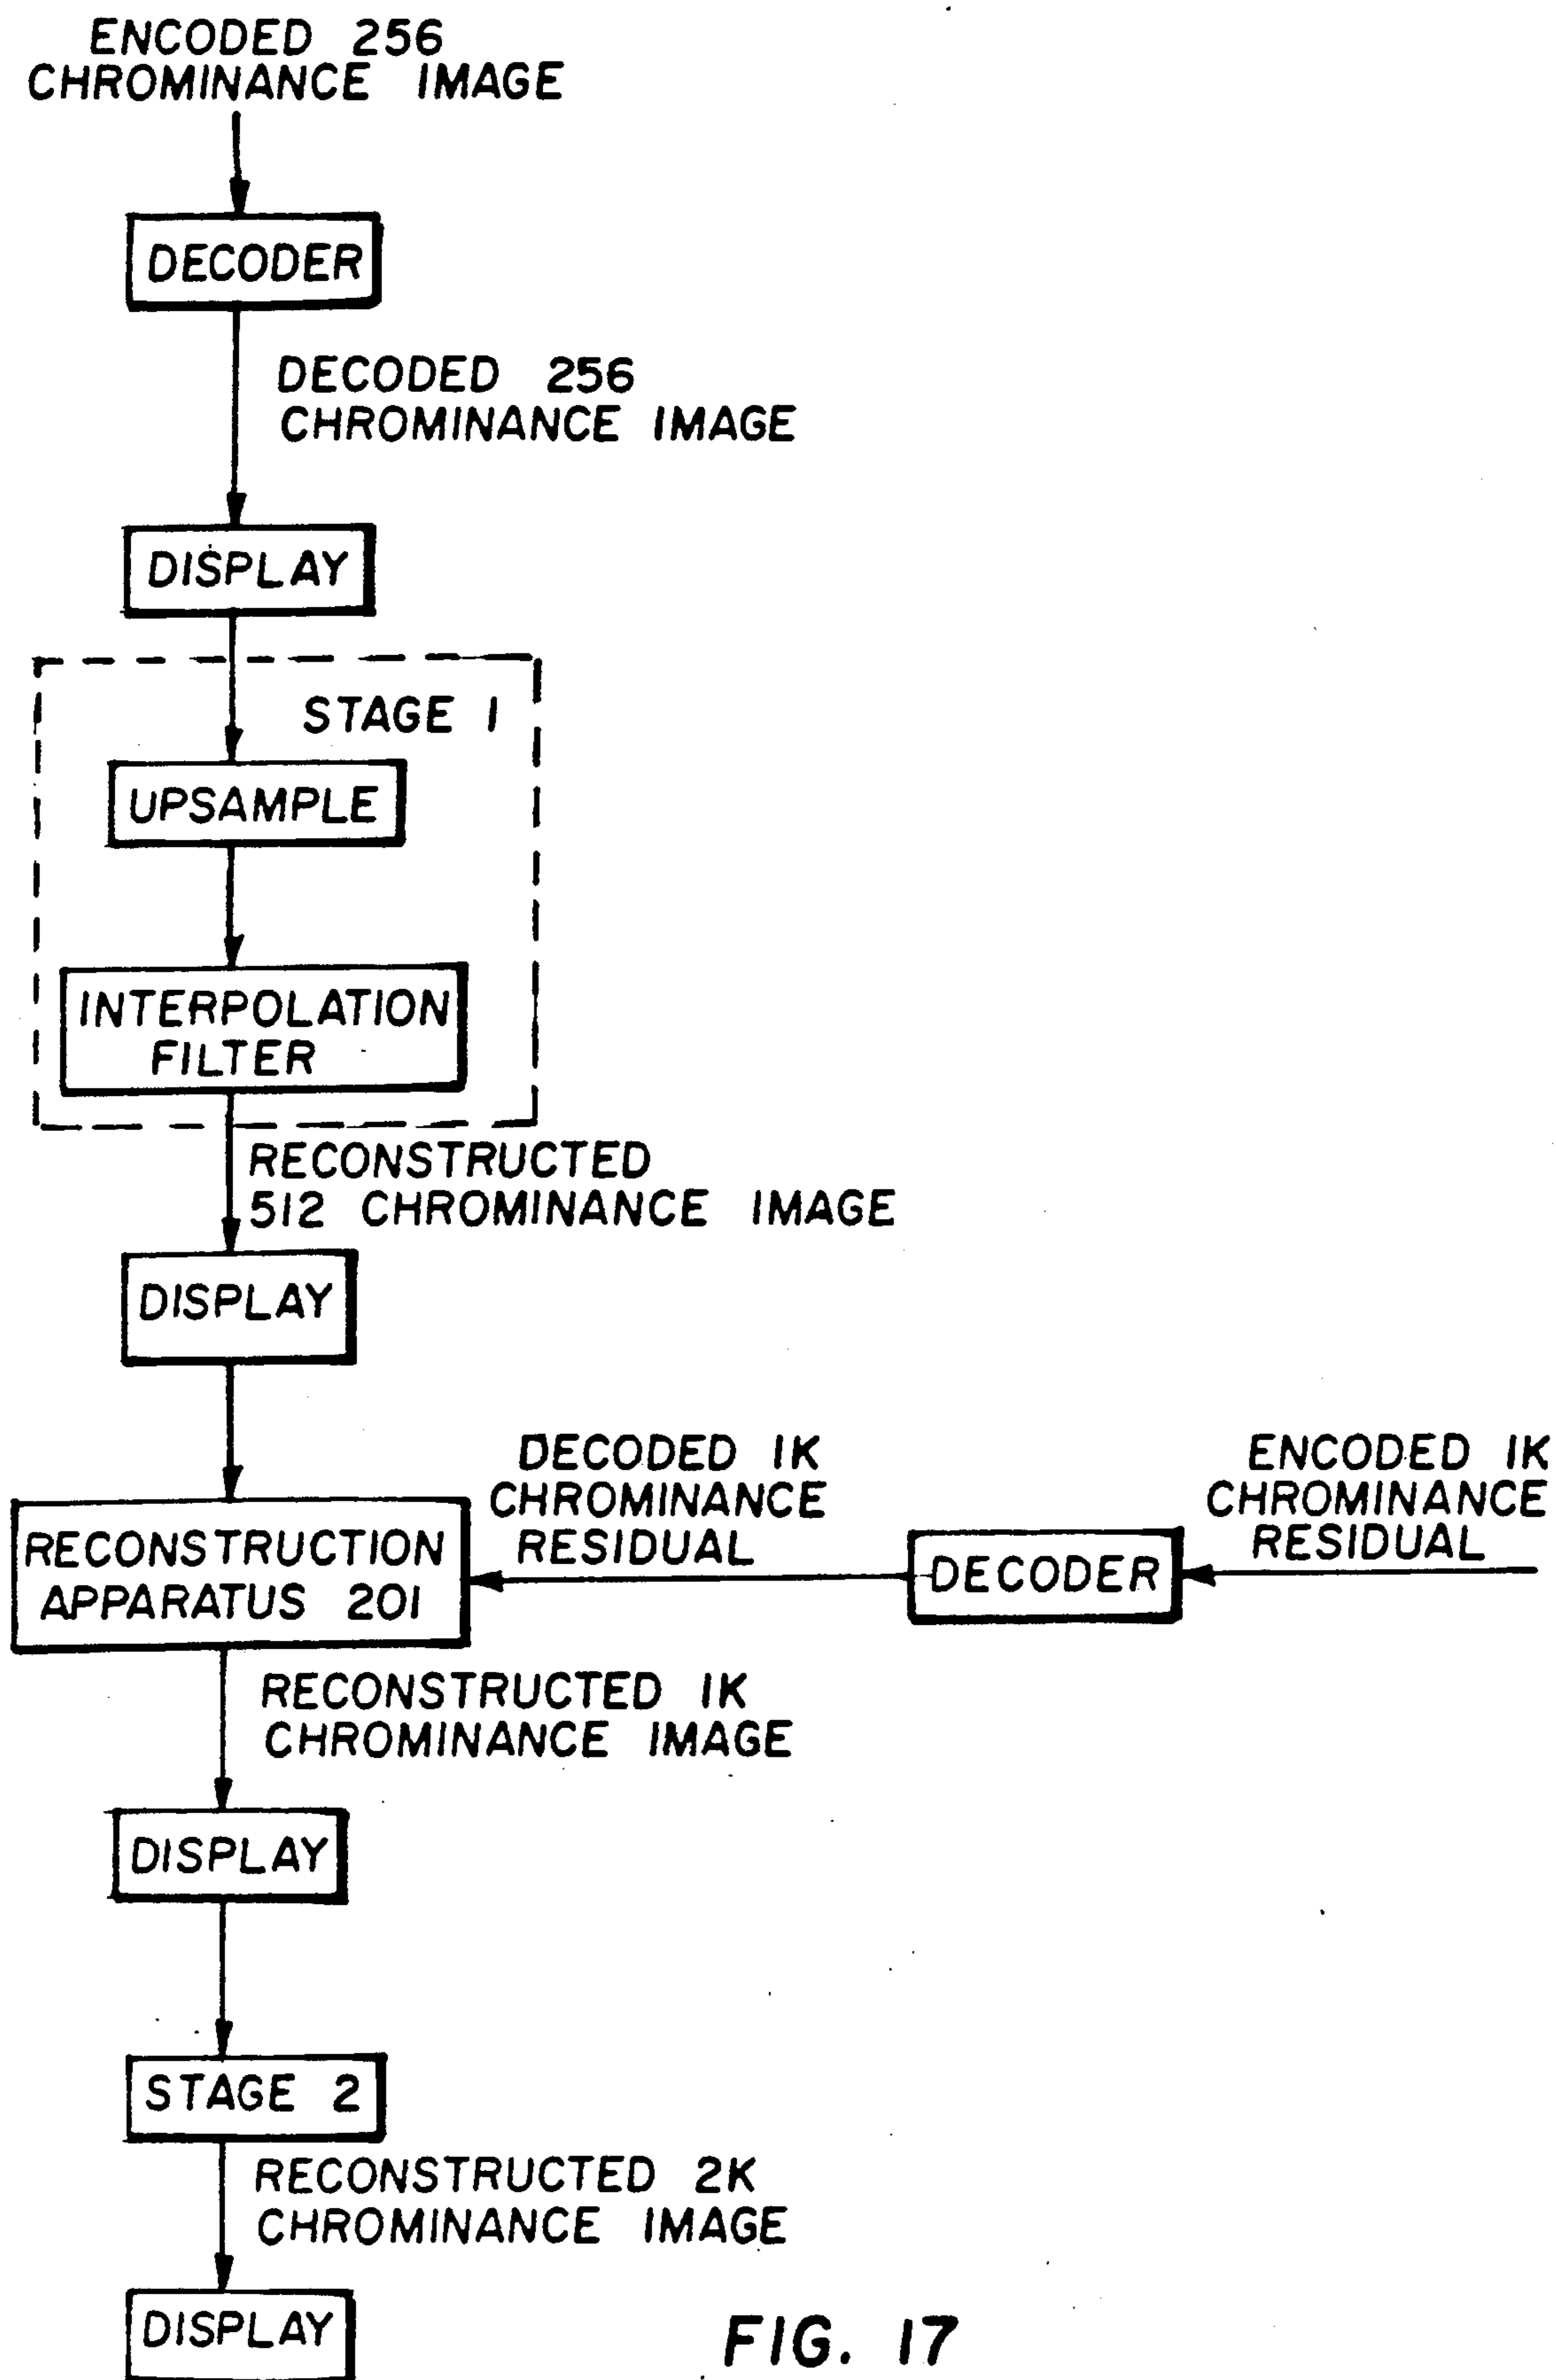 ENCODED 256
CHROMINANCE IMAGE
DECODER
DECODED 256
CHROMINANCE IMAGE
DISPLAY
STAGE 1
UPSAMPLE
INTERPOLATION
FILTER
RECONSTRUCTED
512 CHROMINANCE IMAGE
DISPLAY
RECONSTRUCTION
APPARATUS 201
DECODED 1K
CHROMINANCE
RESIDUAL
DECODER
ENCODED 1K
CHROMINANCE
RESIDUAL
RECONSTRUCTED 1K
CHROMINANCE IMAGE
DISPLAY
STAGE 2
RECONSTRUCTED 2K
CHROMINANCE IMAGE
DISPLAY
FIG. 17